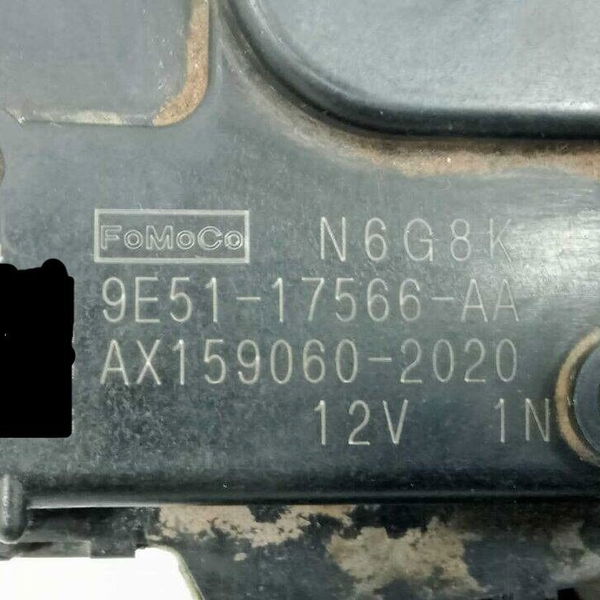 FoMoCo N6G8K
9E51-17566-AA
AX159060-2020
12V 1N